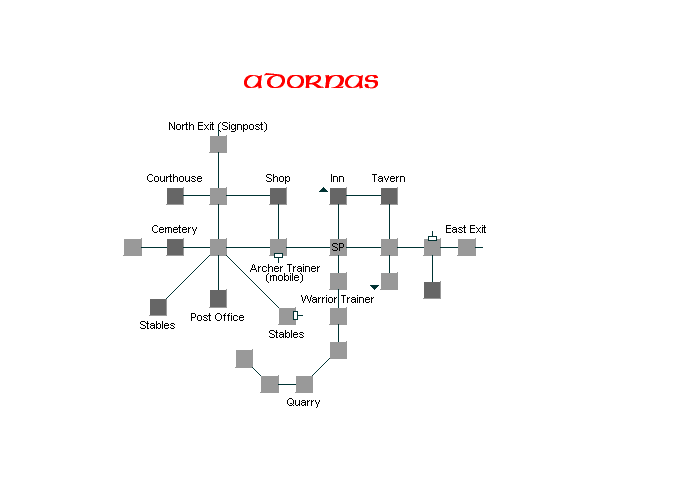 ADORNAS
North Exit (Signpost)
Courthouse
Shop
Inn
Tavern
Cemetery
SP
East Exit
Archer Trainer
(mobile)
Warrior Trainer
Stables
Post Office
Stables
Quarry